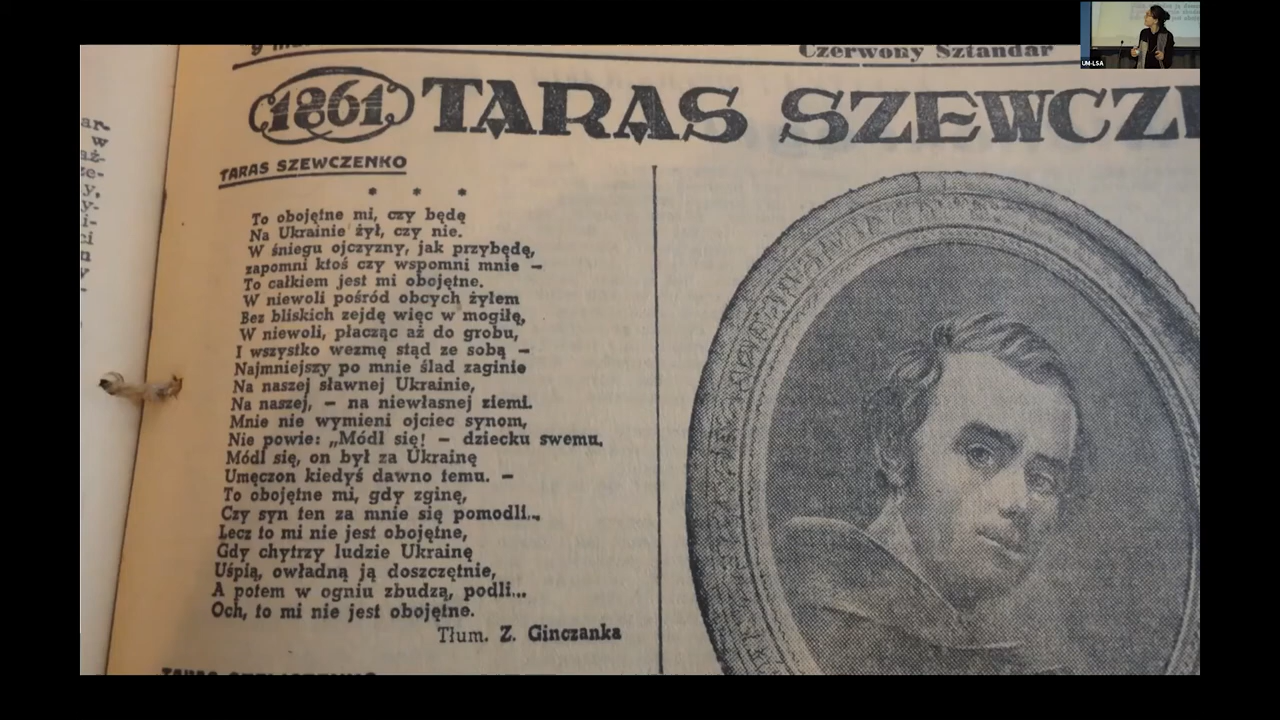 Czerwony Sztandar
1861 TARAS SZEWCZ
TARAS SZEWCZENKO
* * *
To obojętne mi, czy będę
Na Ukrainie żył, czy nie.
W śniegu ojczyzny, jak przybędę,
zapomni ktoś czy wspomni mnie —
To całkiem jest mi obojętne.
W niewoli pośród obcych żyłem
Bez bliskich zejdę więc w mogiłę,
W niewoli, płacząc aż do grobu,
I wszystko wezmę stąd ze sobą —
Najmniejszy po mnie ślad zaginie
Na naszej sławnej Ukrainie,
Na naszej, — na niewłasnej ziemi.
Mnie nie wymieni ojciec synom,
Nie powie: „Módl się! — dziecku swemu,
Módl się, on był za Ukrainę
Umęczon kiedyś dawno temu. —
To obojętne mi, gdy zginę,
Czy syn ten za mnie się pomodli...
Lecz to mi nie jest obojętne,
Gdy chytrzy ludzie Ukrainę
Uśpią, owładną ją doszczętnie,
A potem w ogniu zbudzą, podli...
Och, to mi nie jest obojętne.
Tłum. Z. Ginczanka
UM-LSA